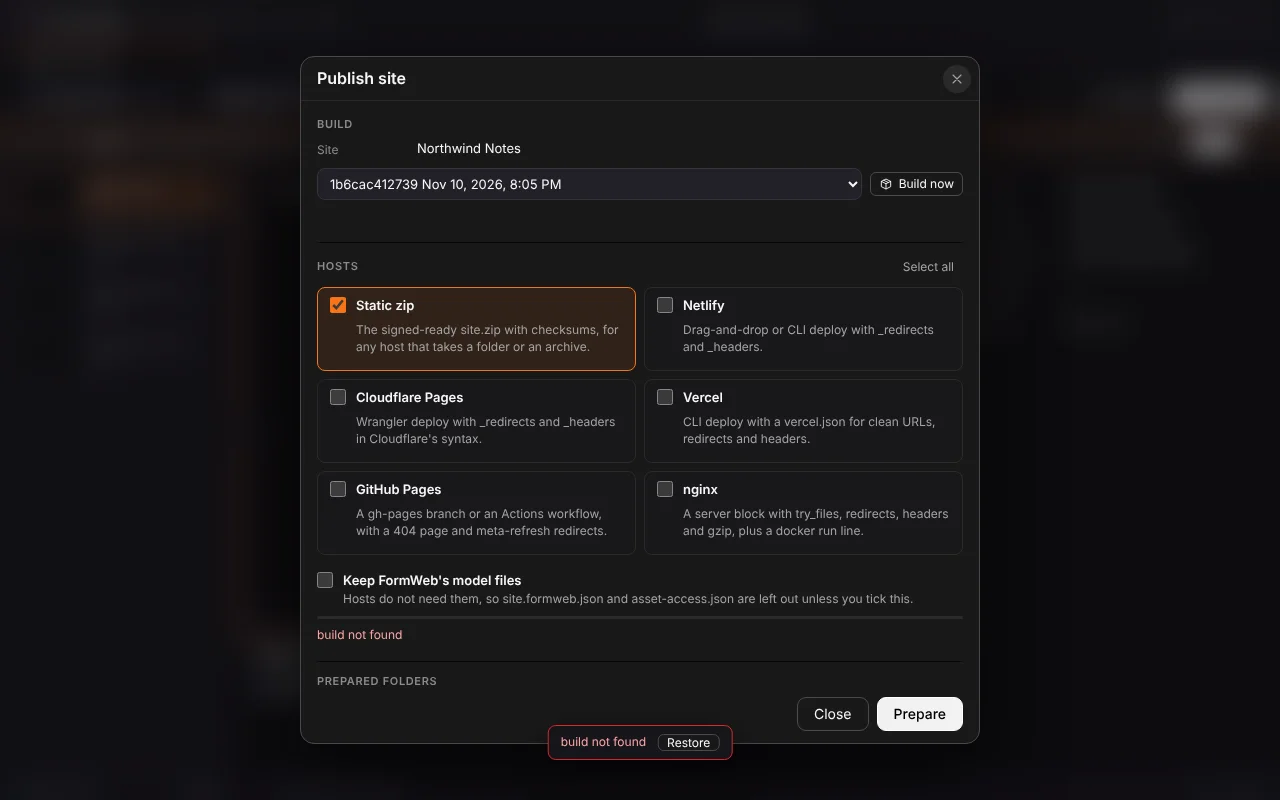 Publish site
BUILD
Site Northwind Notes
1b6cac412739 Nov 10, 2026, 8:05 PM
Build now
HOSTS
Select all
Static zip
The signed-ready site.zip with checksums, for
any host that takes a folder or an archive.
Netlify
Drag-and-drop or CLI deploy with _redirects
and _headers.
Cloudflare Pages
Wrangler deploy with _redirects and _headers
in Cloudflare's syntax.
Vercel
CLI deploy with a vercel.json for clean URLs,
redirects and headers.
GitHub Pages
A gh-pages branch or an Actions workflow,
with a 404 page and meta-refresh redirects.
nginx
A server block with try_files, redirects, headers
and gzip, plus a docker run line.
Keep FormWeb's model files
Hosts do not need them, so site.formweb.json and asset-access.json are left out unless you tick this.
build not found
PREPARED FOLDERS
Close
Prepare
build not found
Restore